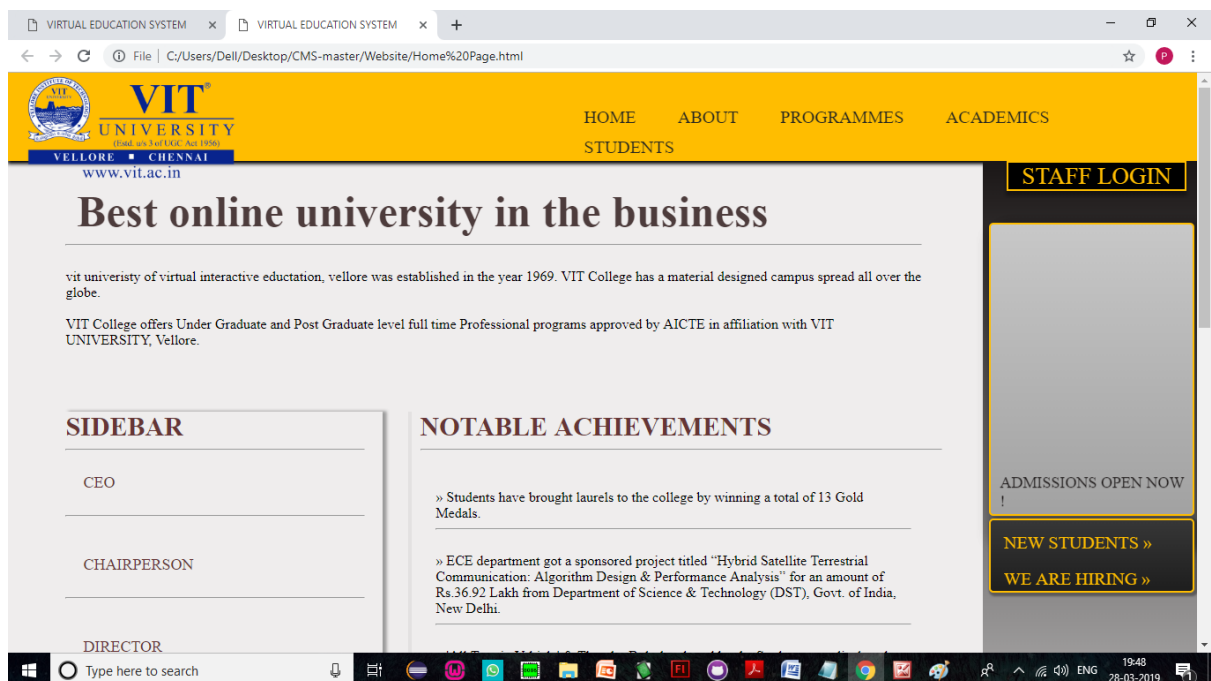 VIRTUAL EDUCATION SYSTEM
VIRTUAL EDUCATION SYSTEM
File | C:/Users/Dell/Desktop/CMS-master/Website/Home%20Page.html
P
VIT
VIT®
UNIVERSITY
(Estd. u/s 3 of UGC Act 1956)
VELLORE ■ CHENNAI
www.vit.ac.in
HOME ABOUT PROGRAMMES ACADEMICS
STUDENTS
STAFF LOGIN
Best online university in the business
vit univeristy of virtual interactive eductation, vellore was established in the year 1969. VIT College has a material designed campus spread all over the
globe.
VIT College offers Under Graduate and Post Graduate level full time Professional programs approved by AICTE in affiliation with VIT
UNIVERSITY, Vellore.
SIDEBAR
CEO
CHAIRPERSON
DIRECTOR
NOTABLE ACHIEVEMENTS
» Students have brought laurels to the college by winning a total of 13 Gold
Medals.
» ECE department got a sponsored project titled “Hybrid Satellite Terrestrial
Communication: Algorithm Design & Performance Analysis” for an amount of
Rs.36.92 Lakh from Department of Science & Technology (DST), Govt. of India,
New Delhi.
ADMISSIONS OPEN NOW
!
NEW STUDENTS »
WE ARE HIRING »
Type here to search
ENG
19:48
28-03-2019